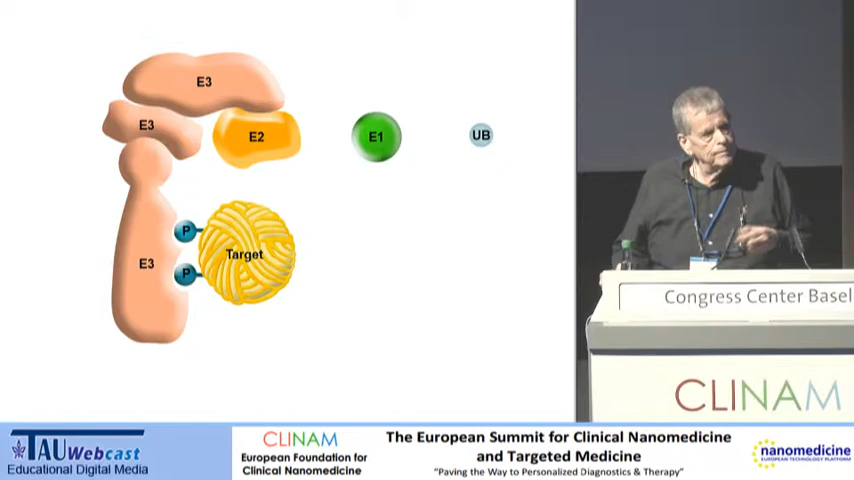 E3
E3
E2
E1
UB
P
Target
E3
P
Congress Center Basel
CLINAM
TAU Webcast
Educational Digital Media
CLINAM
European Foundation for
Clinical Nanomedicine
The European Summit for Clinical Nanomedicine
and Targeted Medicine
"Paving the Way to Personalized Diagnostics & Therapy"
nanomedicine
EUROPEAN TECHNOLOGY PLATFORM